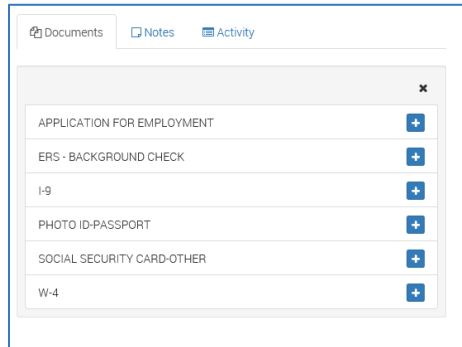 Documents Notes Activity
APPLICATION FOR EMPLOYMENT
ERS - BACKGROUND CHECK
I-9
PHOTO ID-PASSPORT
SOCIAL SECURITY CARD-OTHER
W-4